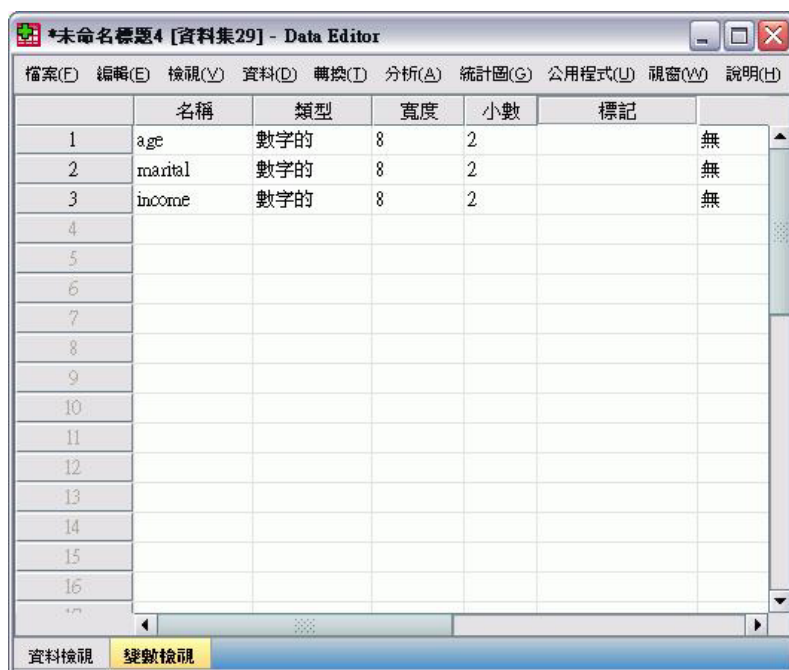 *未命名標題4 [資料集29] - Data Editor
檔案(F) 編輯(E) 檢視(V) 資料(D) 轉換(T) 分析(A) 統計圖(G) 公用程式(U) 視窗(W) 說明(H)
名稱 類型 寬度 小數 標記
1 age 數字的 8 2 無
2 marital 數字的 8 2 無
3 income 數字的 8 2 無
4
5
6
7
8
9
10
11
12
13
14
15
16
資料檢視 變數檢視